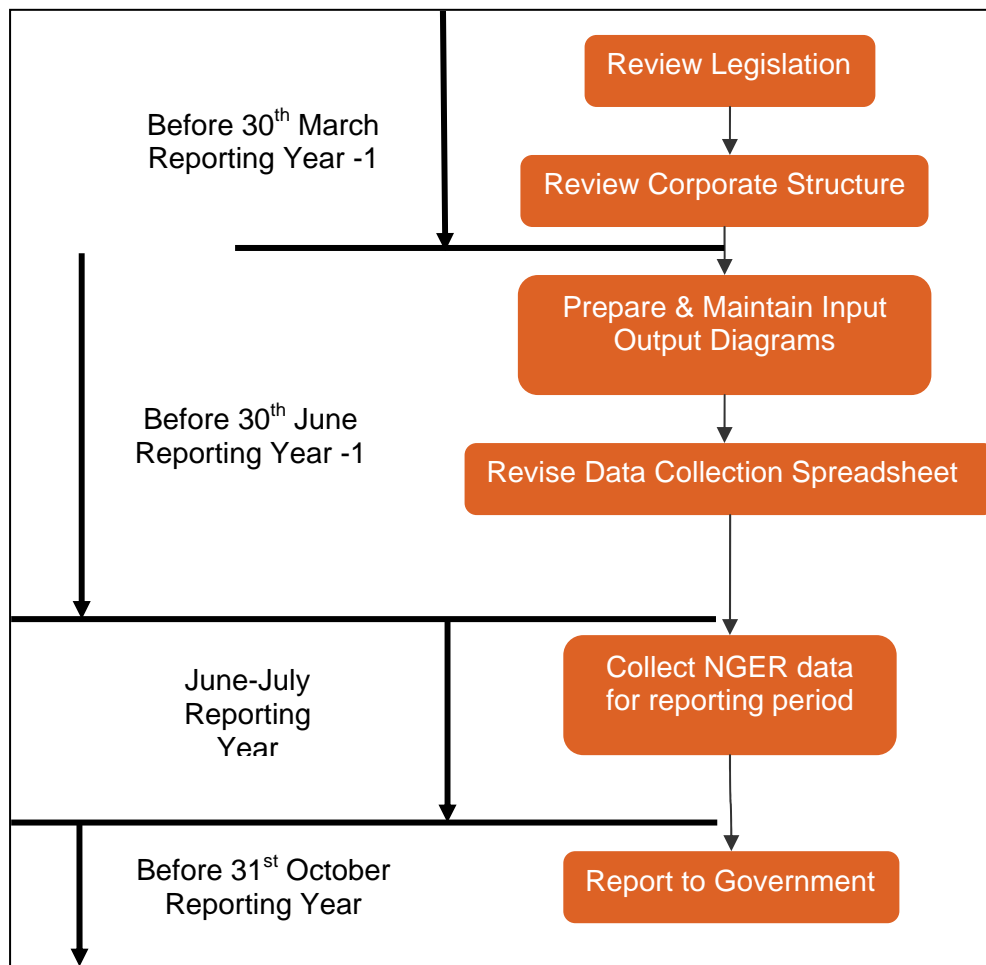 Review Legislation
Before 30th March
Reporting Year -1
Review Corporate Structure
Prepare & Maintain Input
Output Diagrams
Before 30th June
Reporting Year -1
Revise Data Collection Spreadsheet
June-July
Reporting
Year
Collect NGER data
for reporting period
Before 31st October
Reporting Year
Report to Government